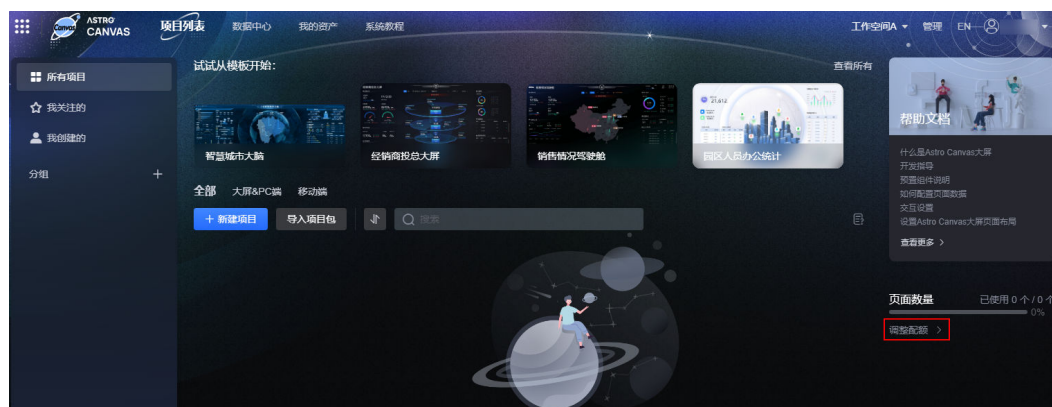 Canvas
ASTRO
CANVAS
项目列表
数据中心
我的资产
系统教程
工作空间A
管理
EN
所有项目
我关注的
我创建的
分组
试试从模板开始:
查看所有
智慧城市大脑
经销商投总大屏
销售情况驾驶舱
园区人员办公统计
全部
大屏&PC端
移动端
+ 新建项目
导入项目包
搜索
帮助文档
什么是Astro Canvas大屏
开发指导
预置组件说明
如何配置页面数据
交互设置
设置Astro Canvas大屏页面布局
查看更多
页面数量
已使用 0 个 / 0 个
0%
调整配额